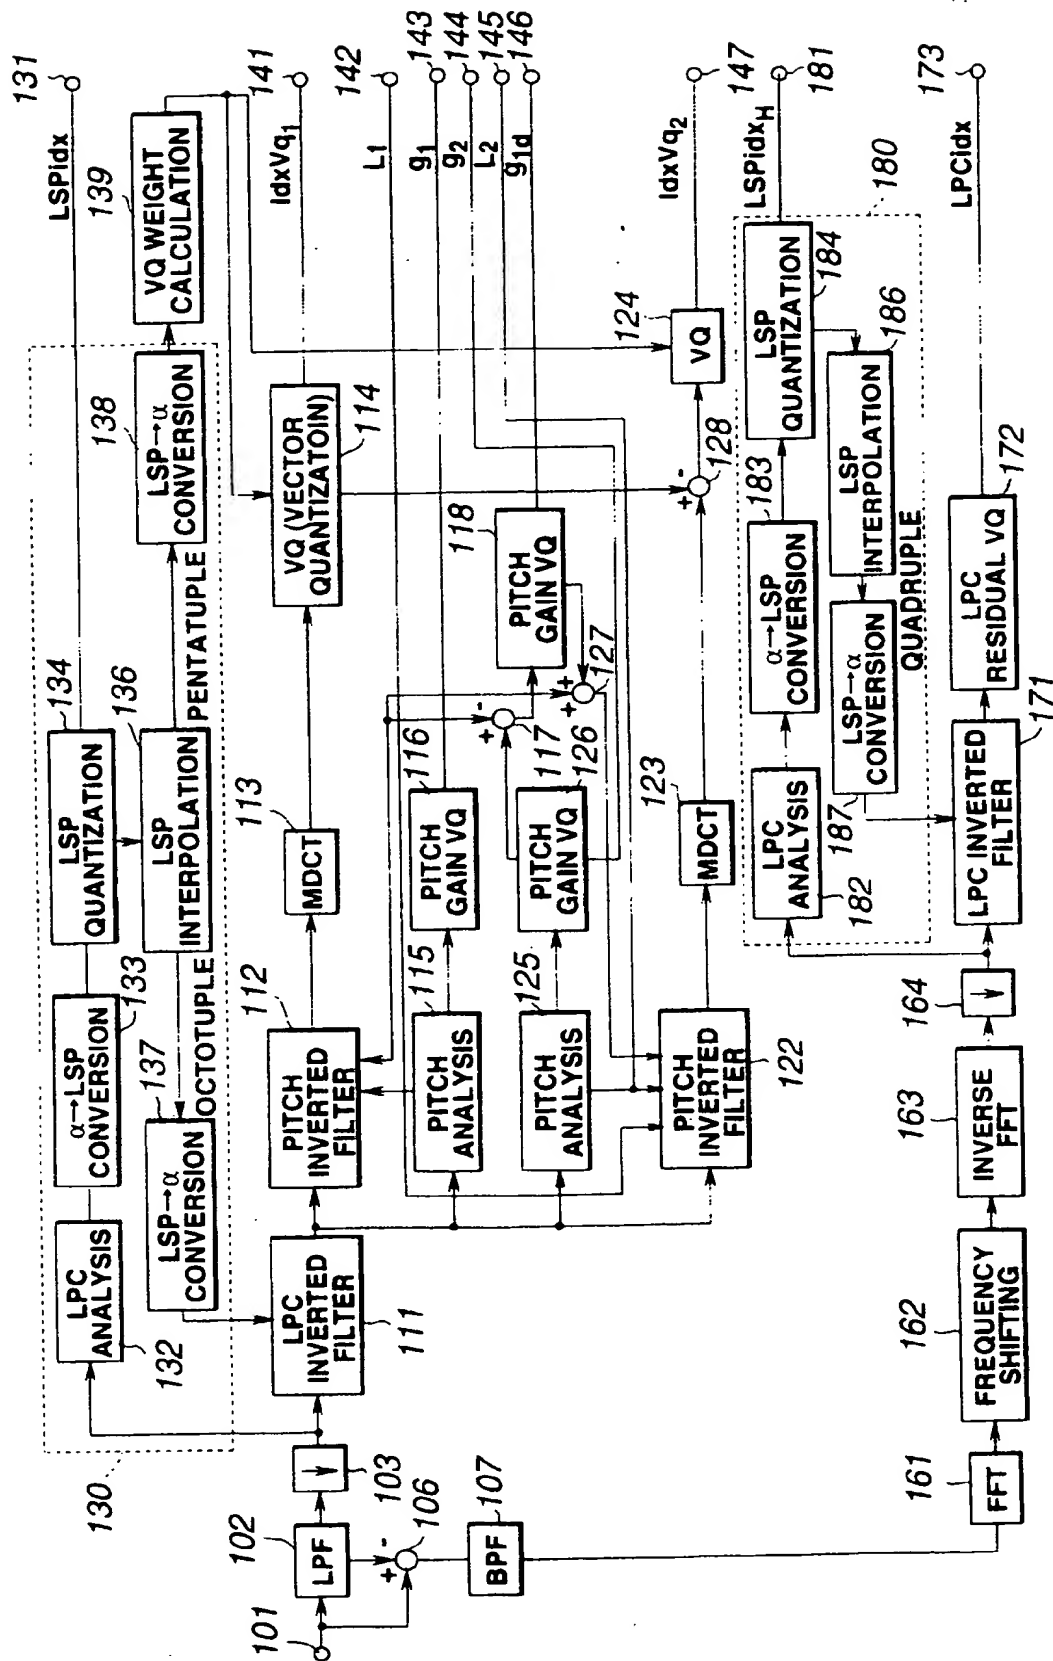 131
LSPidx
139
VQ WEIGHT
CALCULATION
138
LSP→α
CONVERSION
134
LSP
QUANTIZATION
136
LSP
INTERPOLATION
PENTATUPLE
133
α→LSP
CONVERSION
137
LSP→α
CONVERSION
OCTOTUPLE
LPC
ANALYSIS
132
130
141
IdxVq1
142
L1
143
g1
144
g2
145
L2
146
g1d
VQ (VECTOR
QUANTIZATOIN)
114
113
MDCT
112
PITCH
INVERTED
FILTER
LPC
INVERTED
FILTER
111
103
102
LPF
101
106
+
-
107
BPF
115
PITCH
ANALYSIS
116
PITCH
GAIN VQ
117
+
-
118
PITCH
GAIN VQ
127
+
+
125
PITCH
ANALYSIS
126
PITCH
GAIN VQ
PITCH
INVERTED
FILTER
122
123
MDCT
128
+
-
124
VQ
IdxVq2
147
LSPidxH
181
180
LSP
QUANTIZATION
184
183
α→LSP
CONVERSION
LPC
ANALYSIS
182
186
LSP
INTERPOLATION
QUADRUPLE
LSP→α
CONVERSION
187
161
FFT
162
FREQUENCY
SHIFTING
163
INVERSE
FFT
164
LPC INVERTED
FILTER
171
LPC
RESIDUAL VQ
172
LPCidx
173